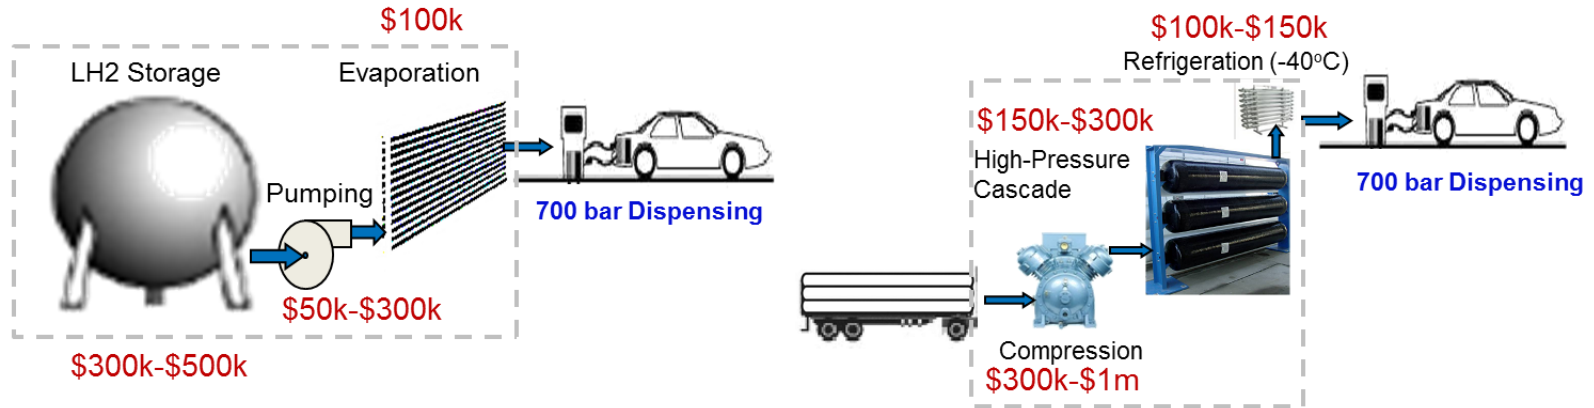 $100k
LH2 Storage
Evaporation
Pumping
$50k-$300k
$300k-$500k
700 bar Dispensing
$100k-$150k
Refrigeration (-40ºC)
$150k-$300k
High-Pressure
Cascade
700 bar Dispensing
Compression
$300k-$1m